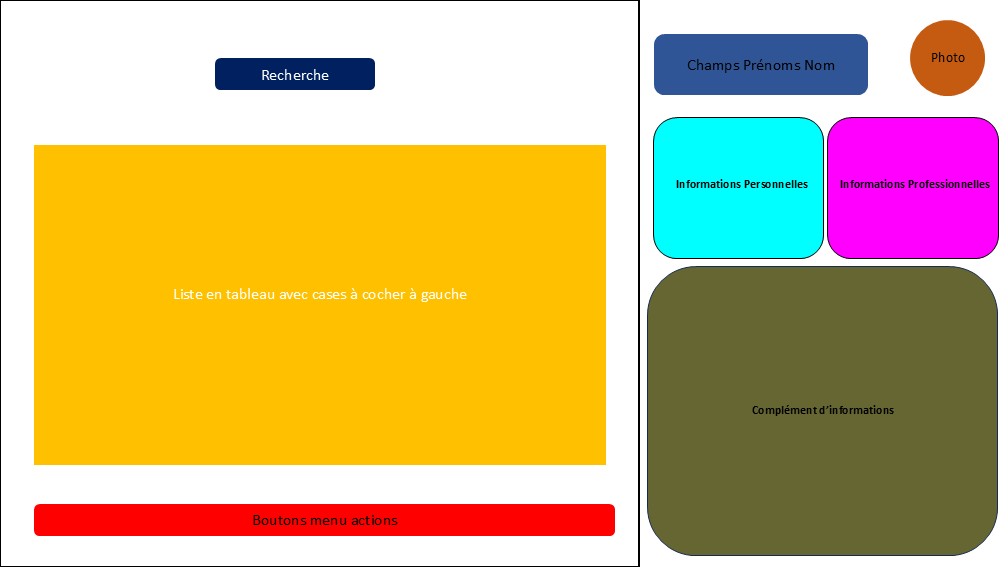 Recherche
Champs Prénoms Nom
Photo
Informations Personnelles
Informations Professionnelles
Liste en tableau avec cases à cocher à gauche
Complément d'informations
Boutons menu actions